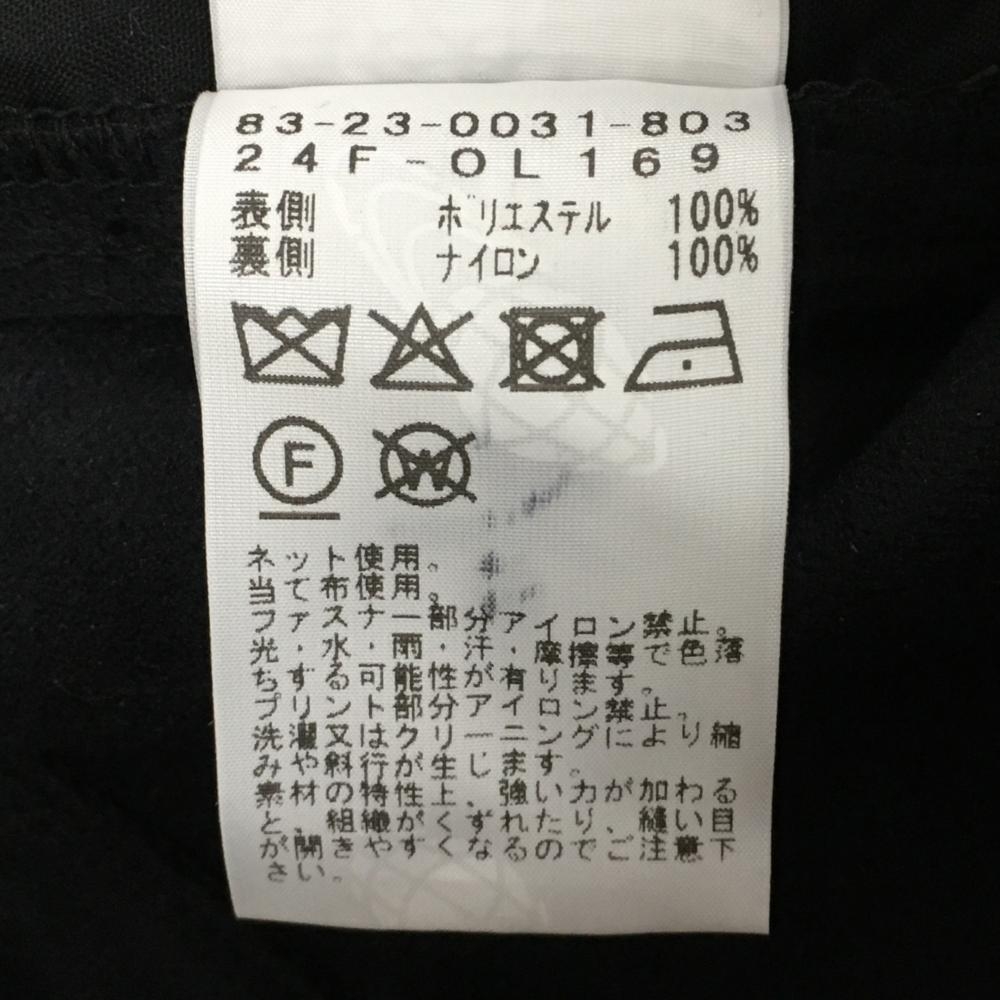 83-23-0031-803
24F-OL169
表側 ポリエステル 100%
裏側 ナイロン 100%
F
W
ネット使用。
当て布使用。
ファスナー部分アイロン禁止。
光・水・雨・汗・摩擦等で色落
ちする可能性が有ります。
プリント部分アイロン禁止。
洗濯又はクリーニングにより縮
みや斜行が生じます。
素材の特性上、強い力が加わる
と、組織がずれたり、縫い目
が開きやすくなるのでご注意下
さい。